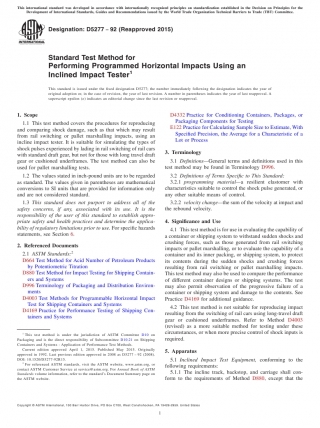 This international standard was developed in accordance with internationally recognized principles on standardization established in the Decision on Principles for the
Development of International Standards, Guides and Recommendations issued by the World Trade Organization Technical Barriers to Trade (TBT) Committee.
Designation: D5277 − 92 (Reapproved 2015)
Standard Test Method for
Performing Programmed Horizontal Impacts Using an
Inclined Impact Tester¹
This standard is issued under the fixed designation D5277; the number immediately following the designation indicates the year of
original adoption or, in the case of revision, the year of last revision. A number in parentheses indicates the year of last reapproval. A
superscript epsilon (ε) indicates an editorial change since the last revision or reapproval.
1. Scope
1.1 This test method covers the procedures for reproducing
and comparing shock damage, such as that which may result
from rail switching or pallet marshalling impacts, using an
incline impact tester. It is suitable for simulating the types of
shock pulses experienced by lading in rail switching of rail cars
with standard draft gear, but not for those with long travel draft
gear or cushioned underframes. The test method can also be
used for pallet marshalling tests.
1.2 The values stated in inch-pound units are to be regarded
as standard. The values given in parentheses are mathematical
conversions to SI units that are provided for information only
and are not considered standard.
1.3 This standard does not purport to address all of the
safety concerns, if any, associated with its use. It is the
responsibility of the user of this standard to establish appro-
priate safety and health practices and determine the applica-
bility of regulatory limitations prior to use. For specific hazards
statements, see Section 6.
2. Referenced Documents
2.1 ASTM Standards:²
D664 Test Method for Acid Number of Petroleum Products
by Potentiometric Titration
D880 Test Method for Impact Testing for Shipping Contain-
ers and Systems
D996 Terminology of Packaging and Distribution Environ-
ments
D4003 Test Methods for Programmable Horizontal Impact
Test for Shipping Containers and Systems
D4169 Practice for Performance Testing of Shipping Con-
tainers and Systems
¹ This test method is under the jurisdiction of ASTM Committee D10 on
Packaging and is the direct responsibility of Subcommittee D10.21 on Shipping
Containers and Systems - Application of Performance Test Methods.
Current edition approved April 1, 2015. Published May 2015. Originally
approved in 1992. Last previous edition approved in 2008 as D5277 – 92 (2008).
DOI: 10.1520/D5277-92R15.
² For referenced ASTM standards, visit the ASTM website, www.astm.org, or
contact ASTM Customer Service at service@astm.org. For Annual Book of ASTM
Standards volume information, refer to the standard's Document Summary page on
the ASTM website.
D4332 Practice for Conditioning Containers, Packages, or
Packaging Components for Testing
E122 Practice for Calculating Sample Size to Estimate, With
Specified Precision, the Average for a Characteristic of a
Lot or Process
3. Terminology
3.1 Definitions—General terms and definitions used in this
test method may be found in Terminology D996.
3.2 Definitions of Terms Specific to This Standard:
3.2.1 programming material—a resilient elastomer with
characteristics suitable to control the shock pulse generated, or
any other suitable means of control.
3.2.2 velocity change—the sum of the velocity at impact and
the rebound velocity.
4. Significance and Use
4.1 This test method is for use in evaluating the capability of
a container or shipping system to withstand sudden shocks and
crushing forces, such as those generated from rail switching
impacts or pallet marshalling, or to evaluate the capability of a
container and its inner packing, or shipping system, to protect
its contents during the sudden shocks and crushing forces
resulting from rail switching or pallet marshalling impacts.
This test method may also be used to compare the performance
of different container designs or shipping systems. The test
may also permit observation of the progressive failure of a
container or shipping system and damage to the contents. See
Practice D4169 for additional guidance.
4.2 This test method is not suitable for reproducing impact
resulting from the switching of rail cars using long-travel draft
gear or cushioned underframes. Refer to Method D4003
(revised) as a more suitable method for testing under these
circumstances, or when more precise control of shock inputs is
required.
5. Apparatus
5.1 Inclined Impact Test Equipment, conforming to the
following requirements:
5.1.1 The incline track, backstop, and carriage shall con-
form to the requirements of Method D880, except that the
Copyright © ASTM International, 100 Barr Harbor Drive, PO Box C700, West Conshohocken, PA 19428-2959. United States
1